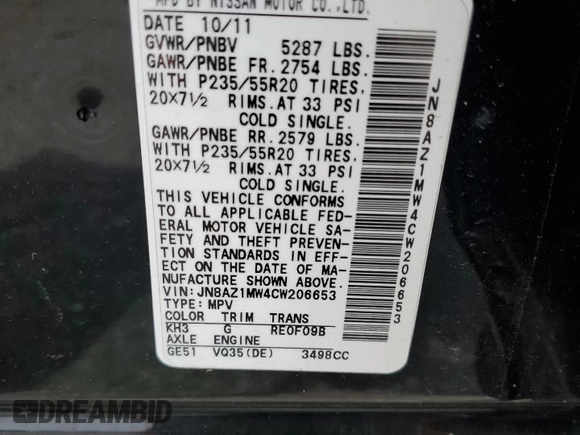 MFD BY NISSAN MOTOR CO.,LTD.
DATE 10/11
GVWR/PNBV 5287 LBS.
GAWR/PNBE FR. 2754 LBS.
WITH P235/55R20 TIRES,
20×7½ RIMS.AT 33 PSI
COLD SINGLE.
GAWR/PNBE RR. 2579 LBS.
WITH P235/55R20 TIRES,
20×7½ RIMS.AT 33 PSI
COLD SINGLE.
THIS VEHICLE CONFORMS
TO ALL APPLICABLE FED-
ERAL MOTOR VEHICLE SA-
FETY AND THEFT PREVEN-
TION STANDARDS IN EFF-
ECT ON THE DATE OF MA-
NUFACTURE SHOWN ABOVE.
VIN:JN8AZ1MW4CW206653
TYPE: MPV
COLOR TRIM TRANS
KH3 G RE0F09B
AXLE ENGINE
GE51 VQ35(DE) 3498CC
JN8AZ1MW4CW206653
DREAMBID